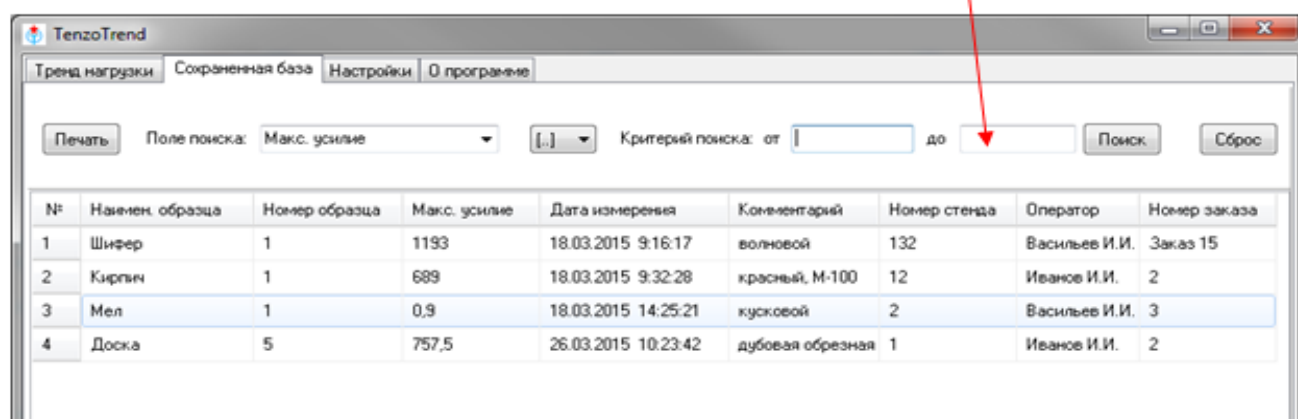 TenzoTrend
Тренд нагрузки Сохраненная база Настройки О программе
Печать Поле поиска: Макс. усилие [..] Критерий поиска: от до Поиск Сброс
№ Наимен. образца Номер образца Макс. усилие Дата измерения Комментарий Номер стенда Оператор Номер заказа
1 Шифер 1 1193 18.03.2015 9:16:17 волновой 132 Васильев И.И. Заказ 15
2 Кирпич 1 689 18.03.2015 9:32:28 красный, М-100 12 Иванов И.И. 2
3 Мел 1 0,9 18.03.2015 14:25:21 кусковой 2 Васильев И.И. 3
4 Доска 5 757,5 26.03.2015 10:23:42 дубовая обрезная 1 Иванов И.И. 2